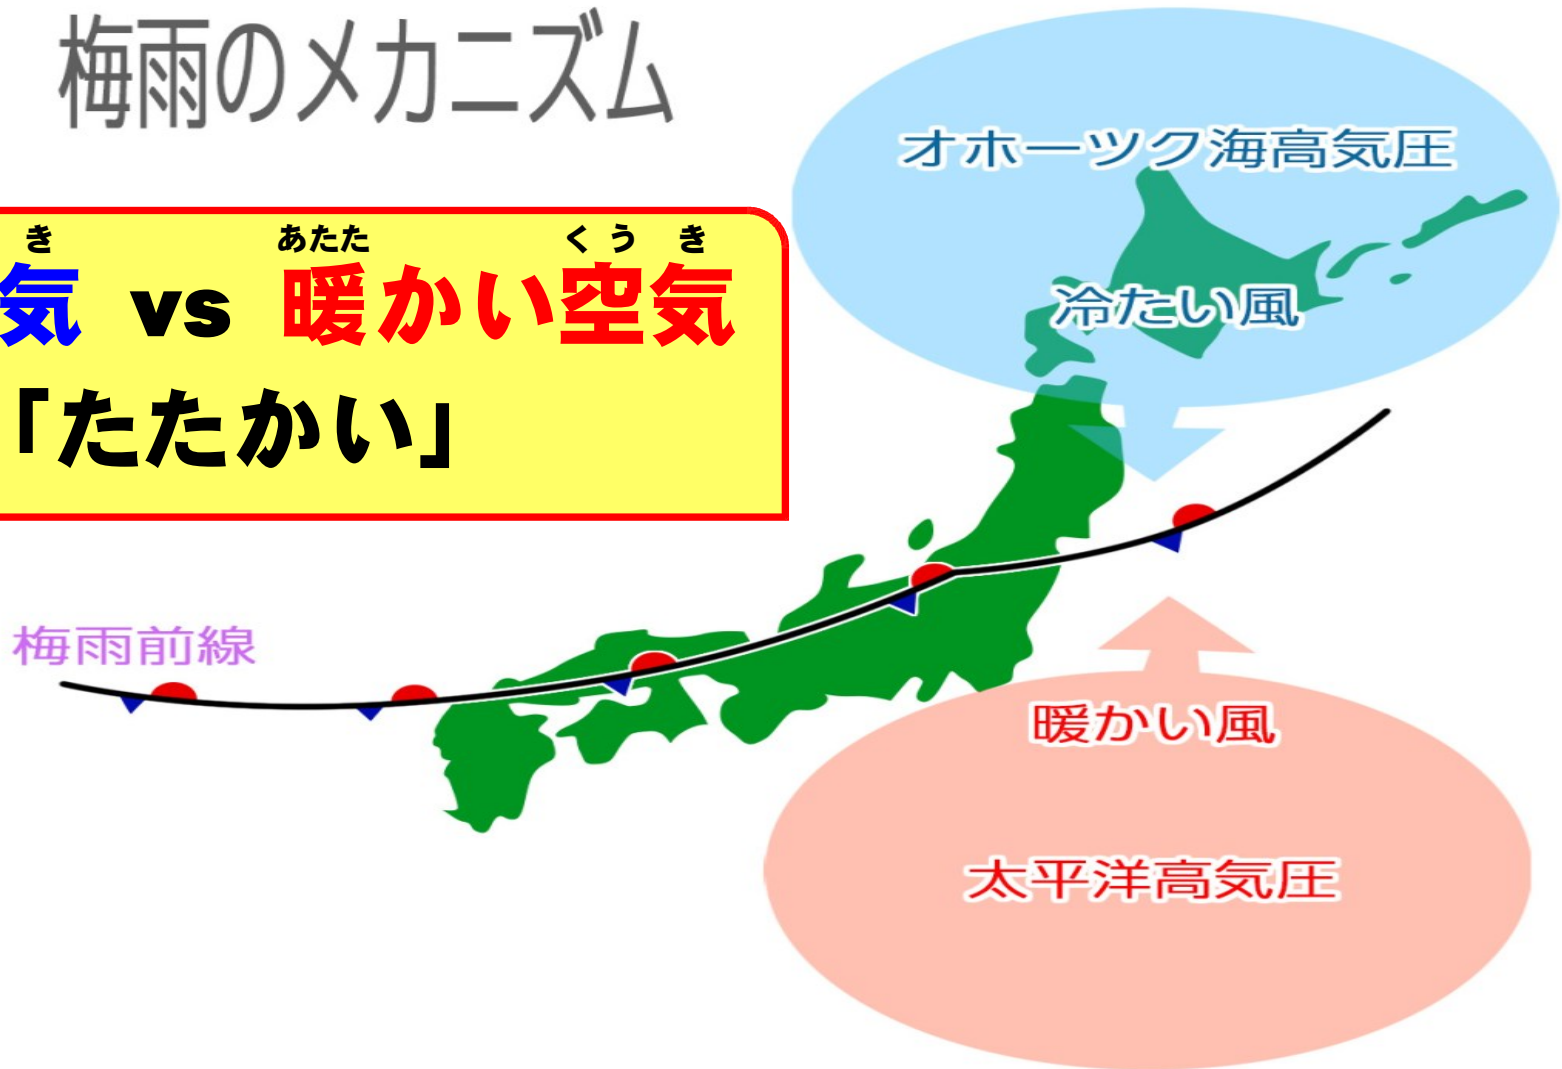 梅雨のメカニズム
オホーツク海高気圧
き あたた くうき
気 vs 暖かい空気
「たたかい」
冷たい風
梅雨前線
暖かい風
太平洋高気圧